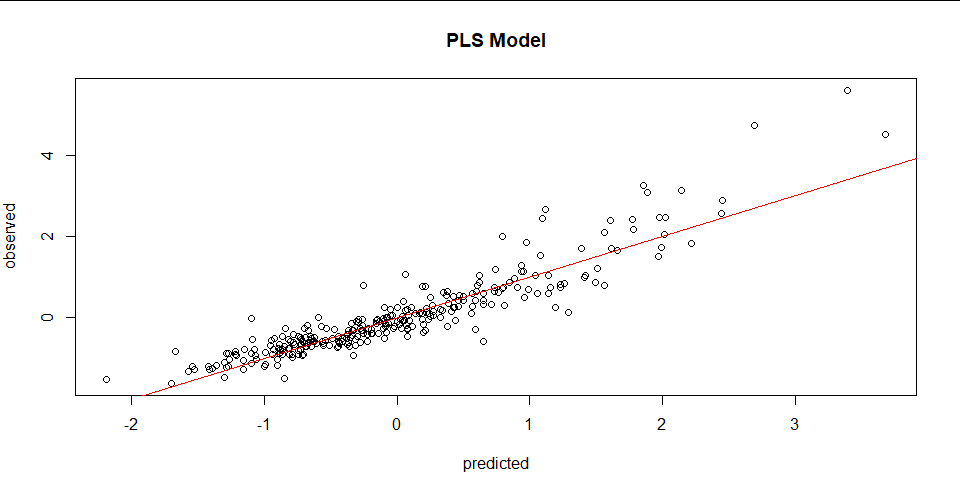 PLS Model
observed
4
2
0
-2 -1 0 1 2 3
predicted